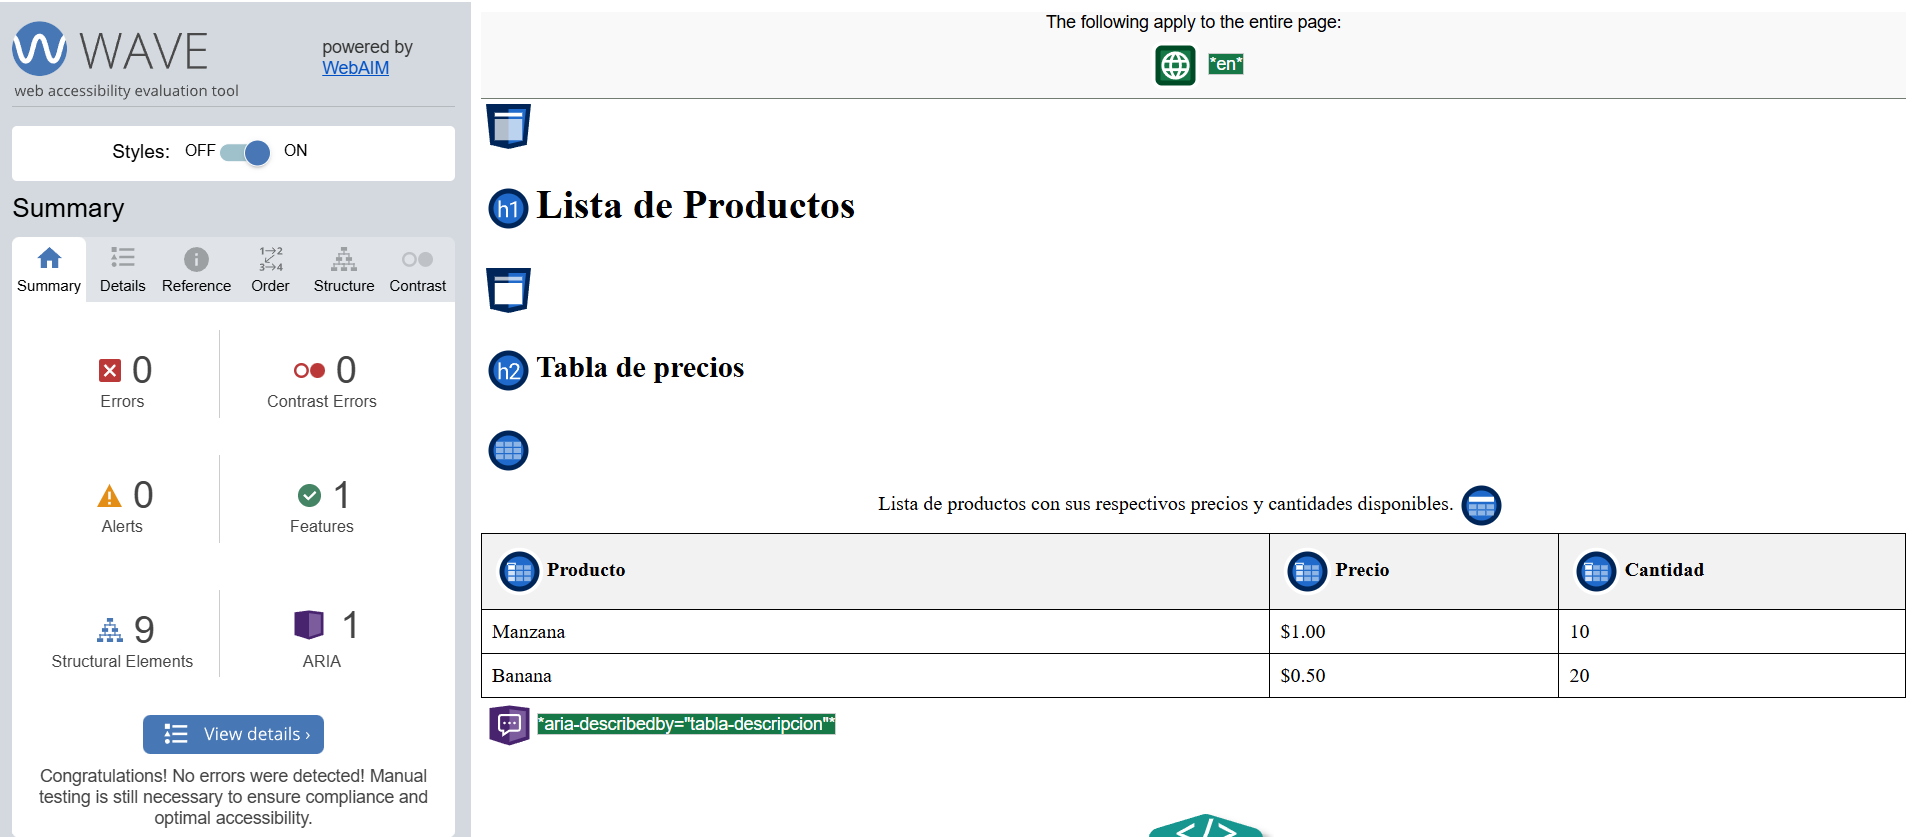 WAVE
powered by
WebAIM
web accessibility evaluation tool
Styles: OFF ON
Summary
Summary Details Reference Order Structure Contrast
0 Errors
0 Contrast Errors
0 Alerts
1 Features
9 Structural Elements
1 ARIA
View details ›
Congratulations! No errors were detected! Manual
testing is still necessary to ensure compliance and
optimal accessibility.
The following apply to the entire page:
*en*
h1 Lista de Productos
h2 Tabla de precios
Lista de productos con sus respectivos precios y cantidades disponibles.
Producto Precio Cantidad
Manzana $1.00 10
Banana $0.50 20
*aria-describedby="tabla-descripcion"*